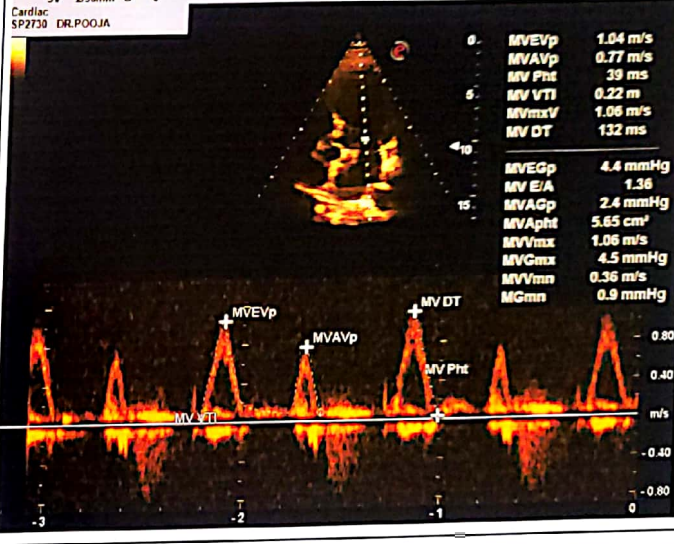 Cardiac
SP2730 DR.POOJA
0
5
10
15
MVEVp 1.04 m/s
MVAVp 0.77 m/s
MV Pht 39 ms
MV VTI 0.22 m
MVmxV 1.06 m/s
MV DT 132 ms
MVEGp 4.4 mmHg
MV E/A 1.36
MVAGp 2.4 mmHg
MVApht 5.65 cm²
MVVmx 1.06 m/s
MVGmx 4.5 mmHg
MVVmn 0.36 m/s
MGmn 0.9 mmHg
MVEVp
MVAVp
MV DT
MV Pht
MV VTI
0.80
0.40
m/s
-0.40
-0.80
-3 -2 -1 0